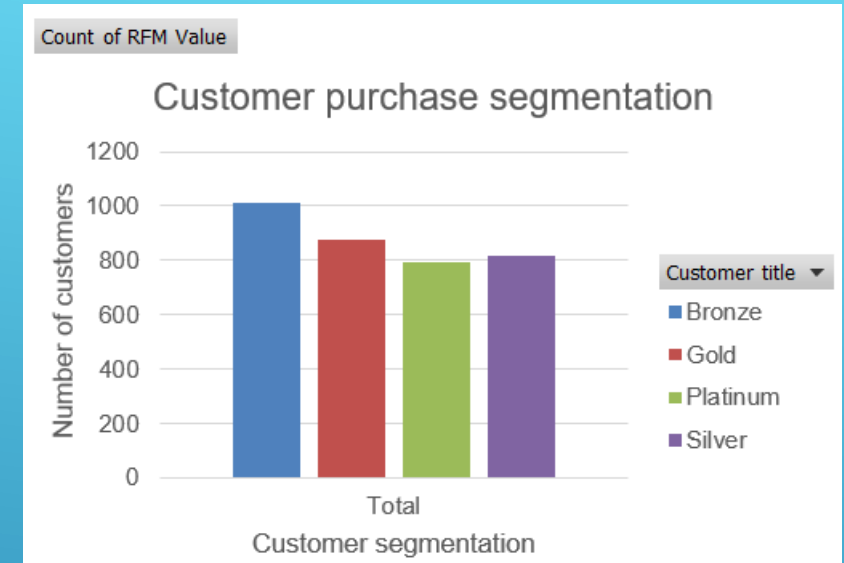 Count of RFM Value
Customer purchase segmentation
Number of customers
1200
1000
800
600
400
200
0
Total
Customer segmentation
Customer title
Bronze
Gold
Platinum
Silver